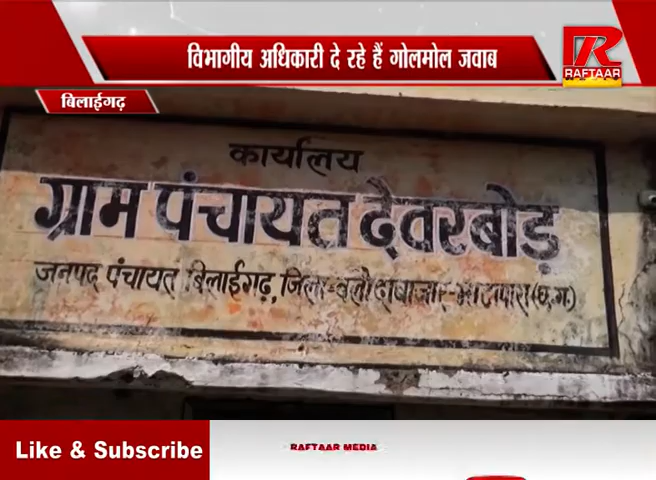 विभागीय अधिकारी दे रहे हैं गोलमोल जवाब
R
RAFTAAR
बिलाईगढ़
कार्यालय
ग्राम पंचायत देवरबोड़
जनपद पंचायत बिलाईगढ़, जिला-बलौदाबाजार-भाटापारा (छ.ग.)
Like & Subscribe
RAFTAAR MEDIA